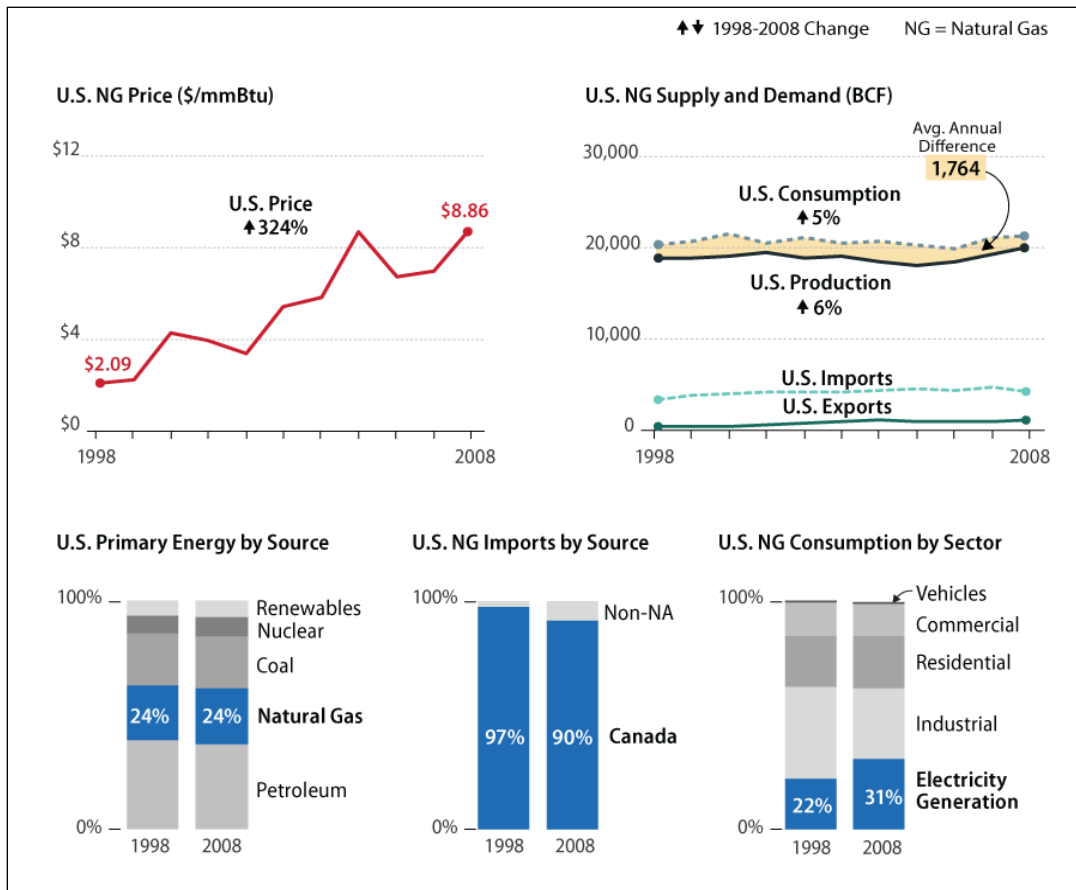 ↑↓ 1998-2008 Change NG = Natural Gas
U.S. NG Price ($/mmBtu)
$12
$8
$4
$0
U.S. Price
↑324%
$8.86
$2.09
1998
2008
U.S. NG Supply and Demand (BCF)
Avg. Annual
Difference
1,764
30,000
20,000
10,000
0
U.S. Consumption
↑5%
U.S. Production
↑6%
U.S. Imports
U.S. Exports
1998
2008
U.S. Primary Energy by Source
100%
0%
Renewables
Nuclear
Coal
24%
24%
Natural Gas
Petroleum
1998
2008
U.S. NG Imports by Source
100%
0%
Non-NA
97%
90%
Canada
1998
2008
U.S. NG Consumption by Sector
100%
0%
Vehicles
Commercial
Residential
Industrial
22%
31%
Electricity
Generation
1998
2008